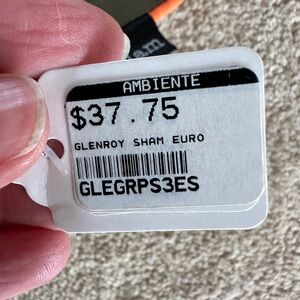 AMBIENTE
$37.75
GLENROY SHAM EURO
GLEGRPS3ES